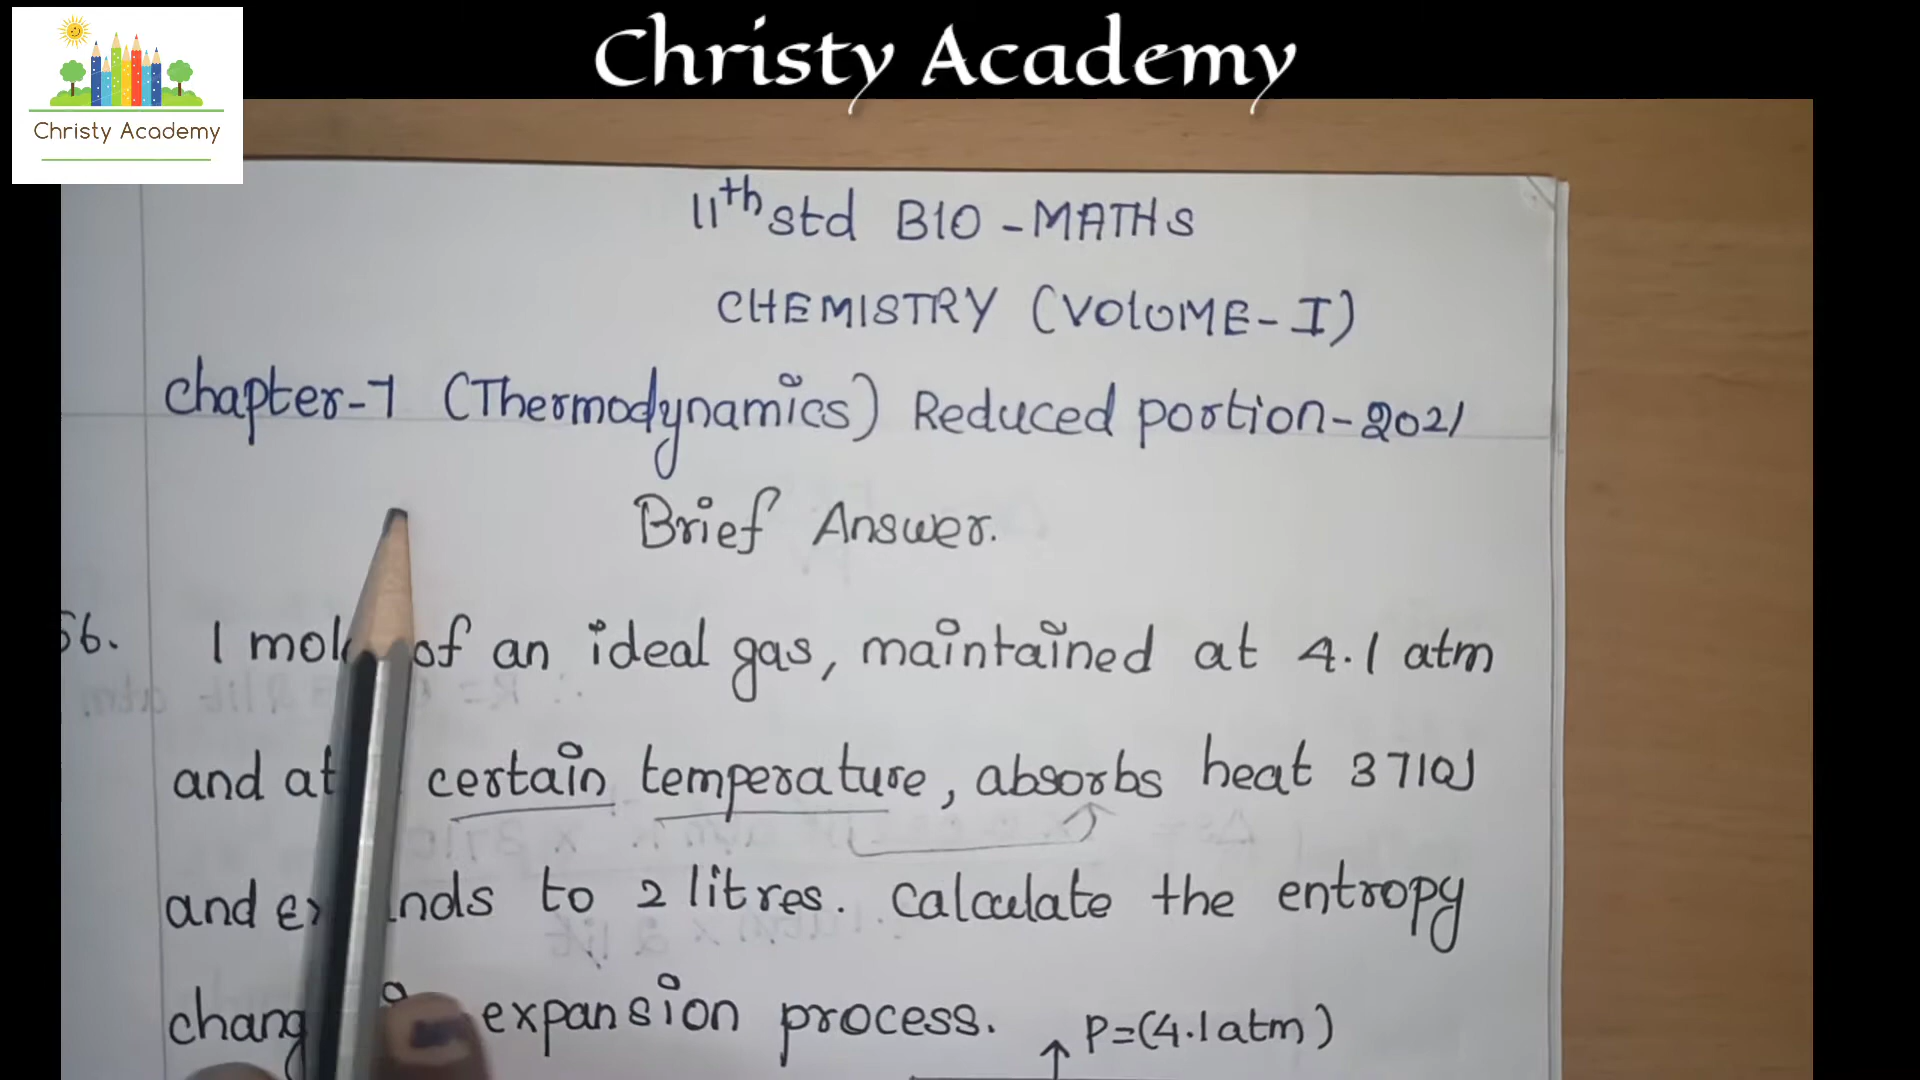 Christy Academy
Christy Academy
11th std BIO - MATHS
CHEMISTRY (VOLUME - I)
chapter-7 (Thermodynamics) Reduced portion-2021
Brief Answer.
56. 1 mole of an ideal gas, maintained at 4.1 atm
and at certain temperature, absorbs heat 3710J
and expands to 2 litres. Calculate the entropy
change expansion process.
P=(4.1atm)